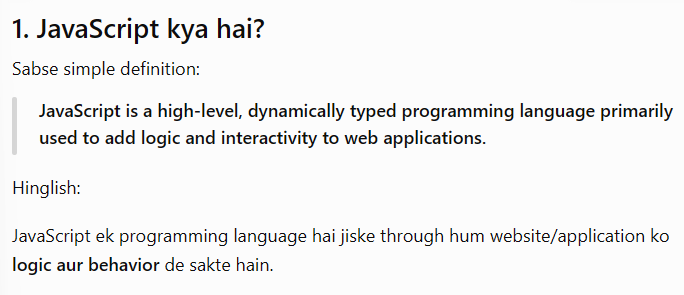 1. JavaScript kya hai?
Sabse simple definition:
JavaScript is a high-level, dynamically typed programming language primarily
used to add logic and interactivity to web applications.
Hinglish:
JavaScript ek programming language hai jiske through hum website/application ko
logic aur behavior de sakte hain.